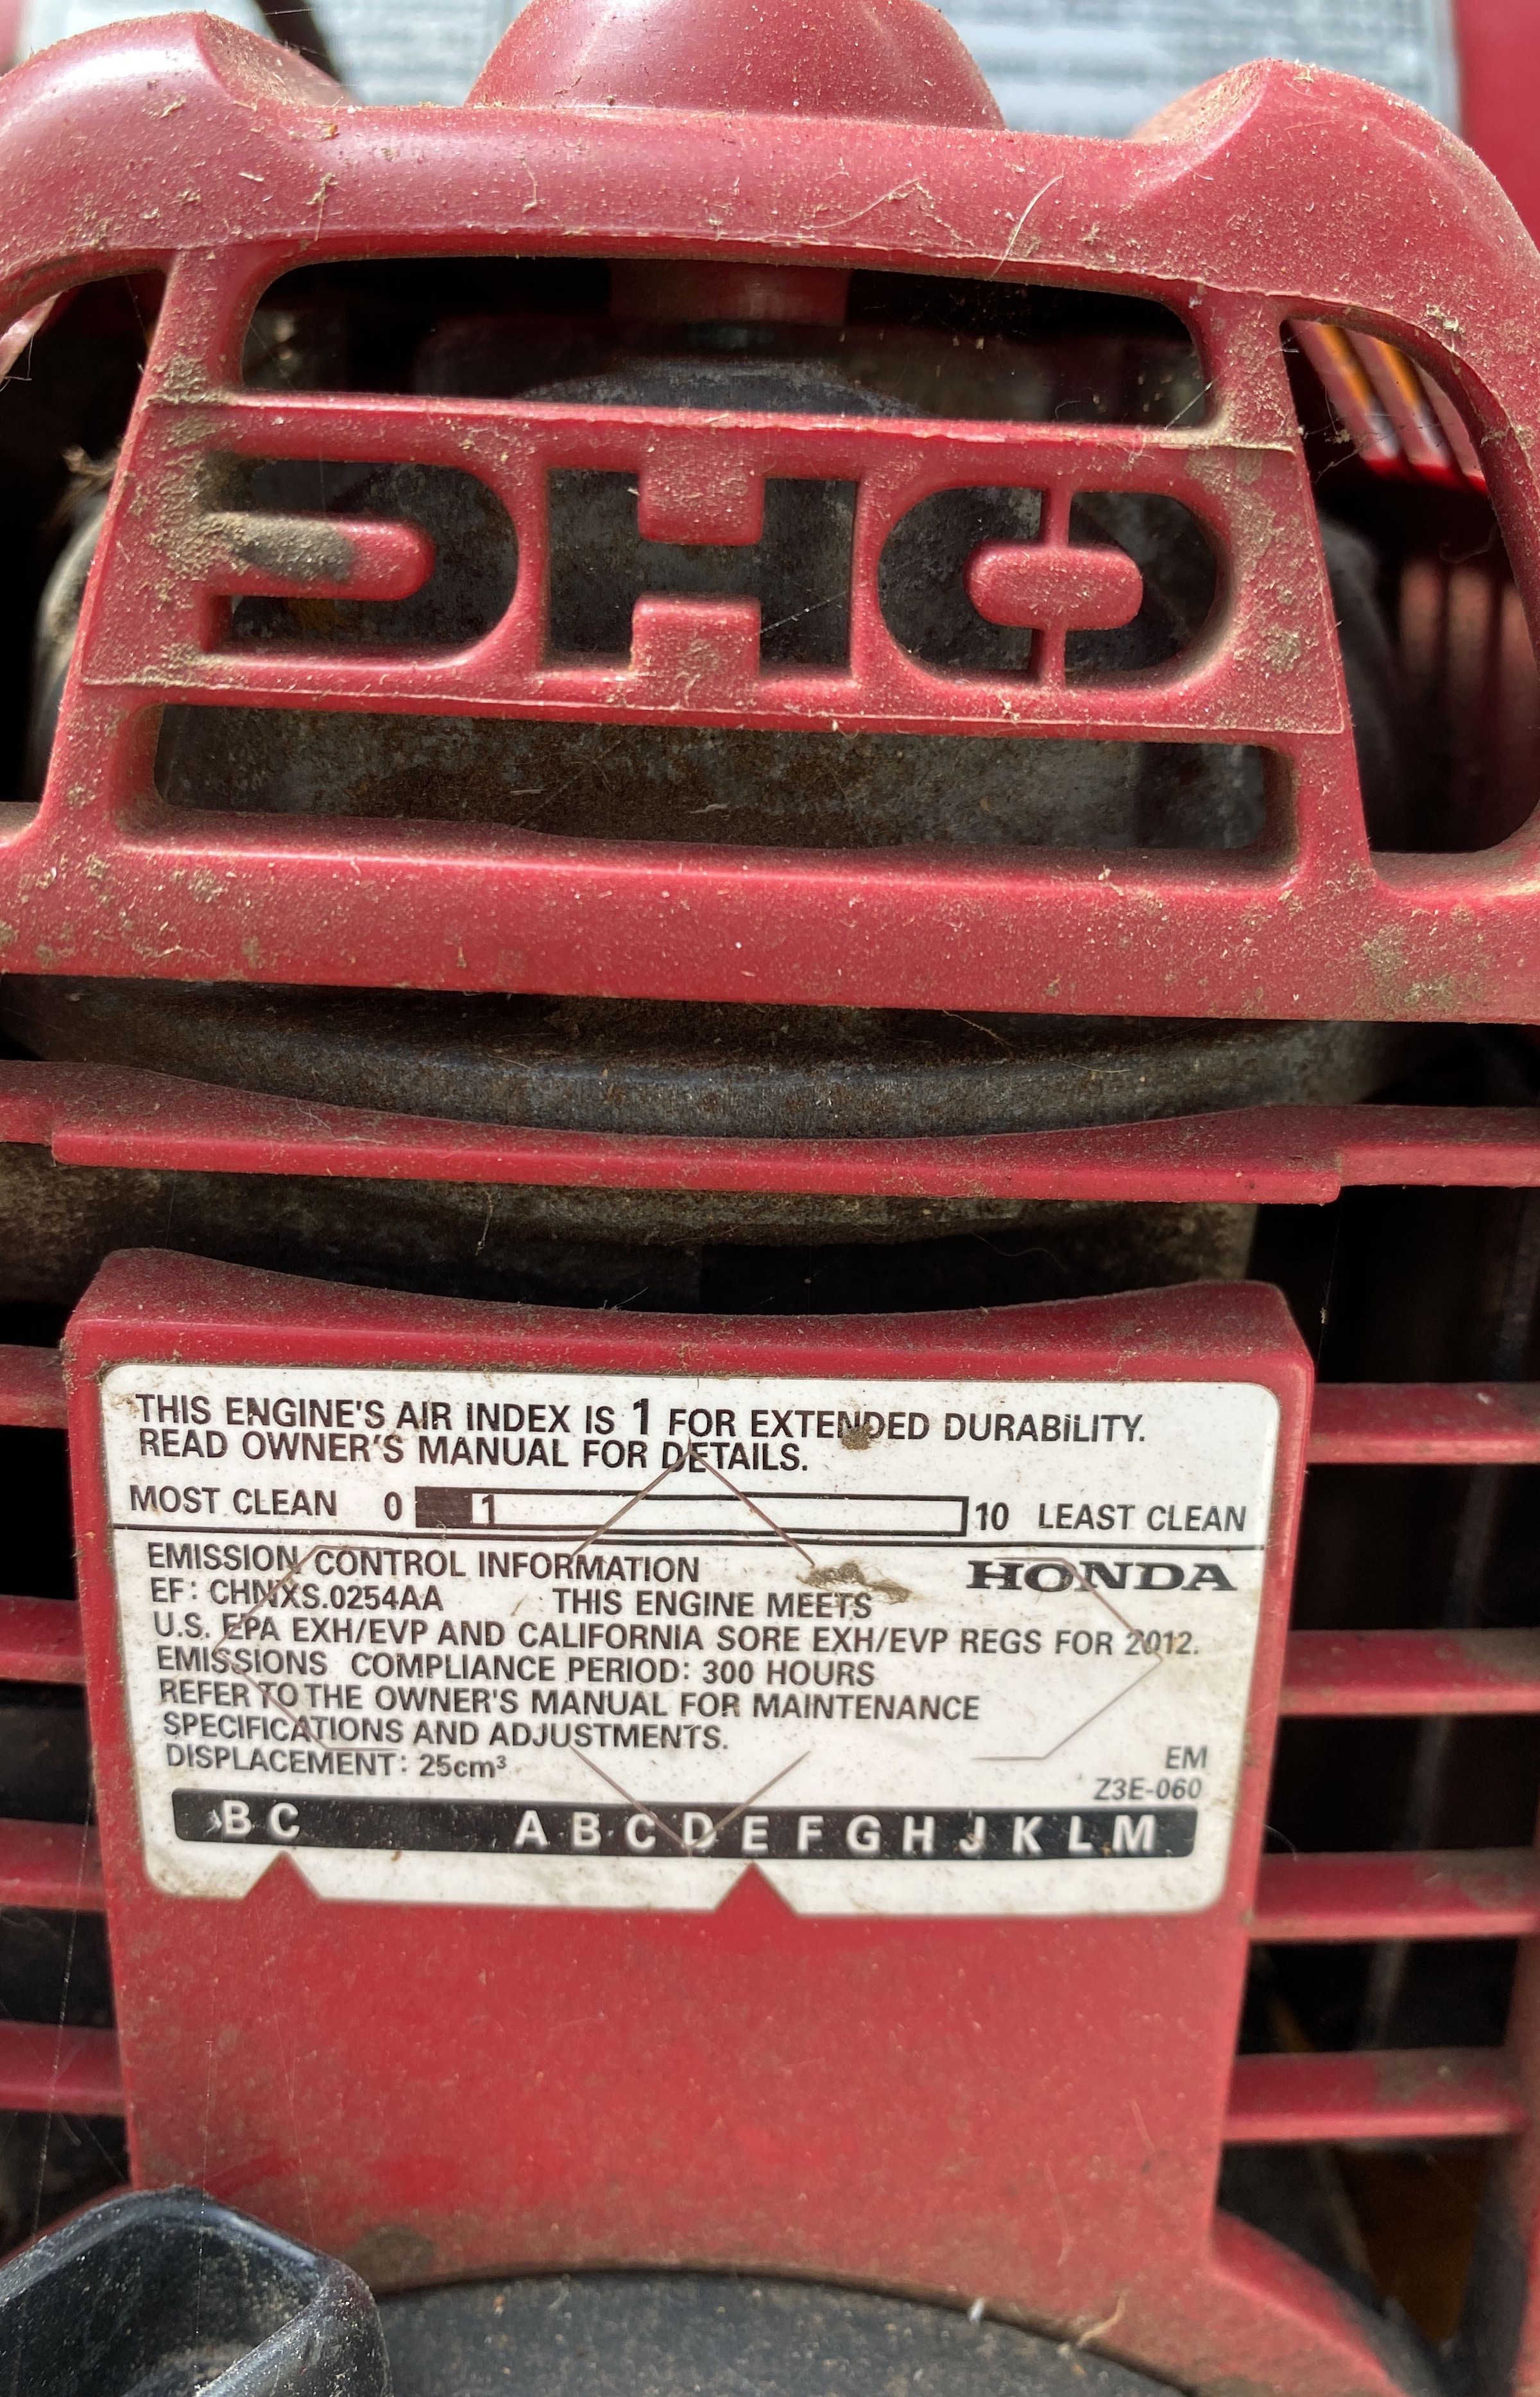 OHC
THIS ENGINE'S AIR INDEX IS 1 FOR EXTENDED DURABILITY.
READ OWNER'S MANUAL FOR DETAILS.
MOST CLEAN 0 1 10 LEAST CLEAN
EMISSION CONTROL INFORMATION HONDA
EF: CHNXS.0254AA THIS ENGINE MEETS
U.S. EPA EXH/EVP AND CALIFORNIA SORE EXH/EVP REGS FOR 2012.
EMISSIONS COMPLIANCE PERIOD: 300 HOURS
REFER TO THE OWNER'S MANUAL FOR MAINTENANCE
SPECIFICATIONS AND ADJUSTMENTS.
DISPLACEMENT: 25cm³ EM
Z3E-060
B C A B C D E F G H J K L M